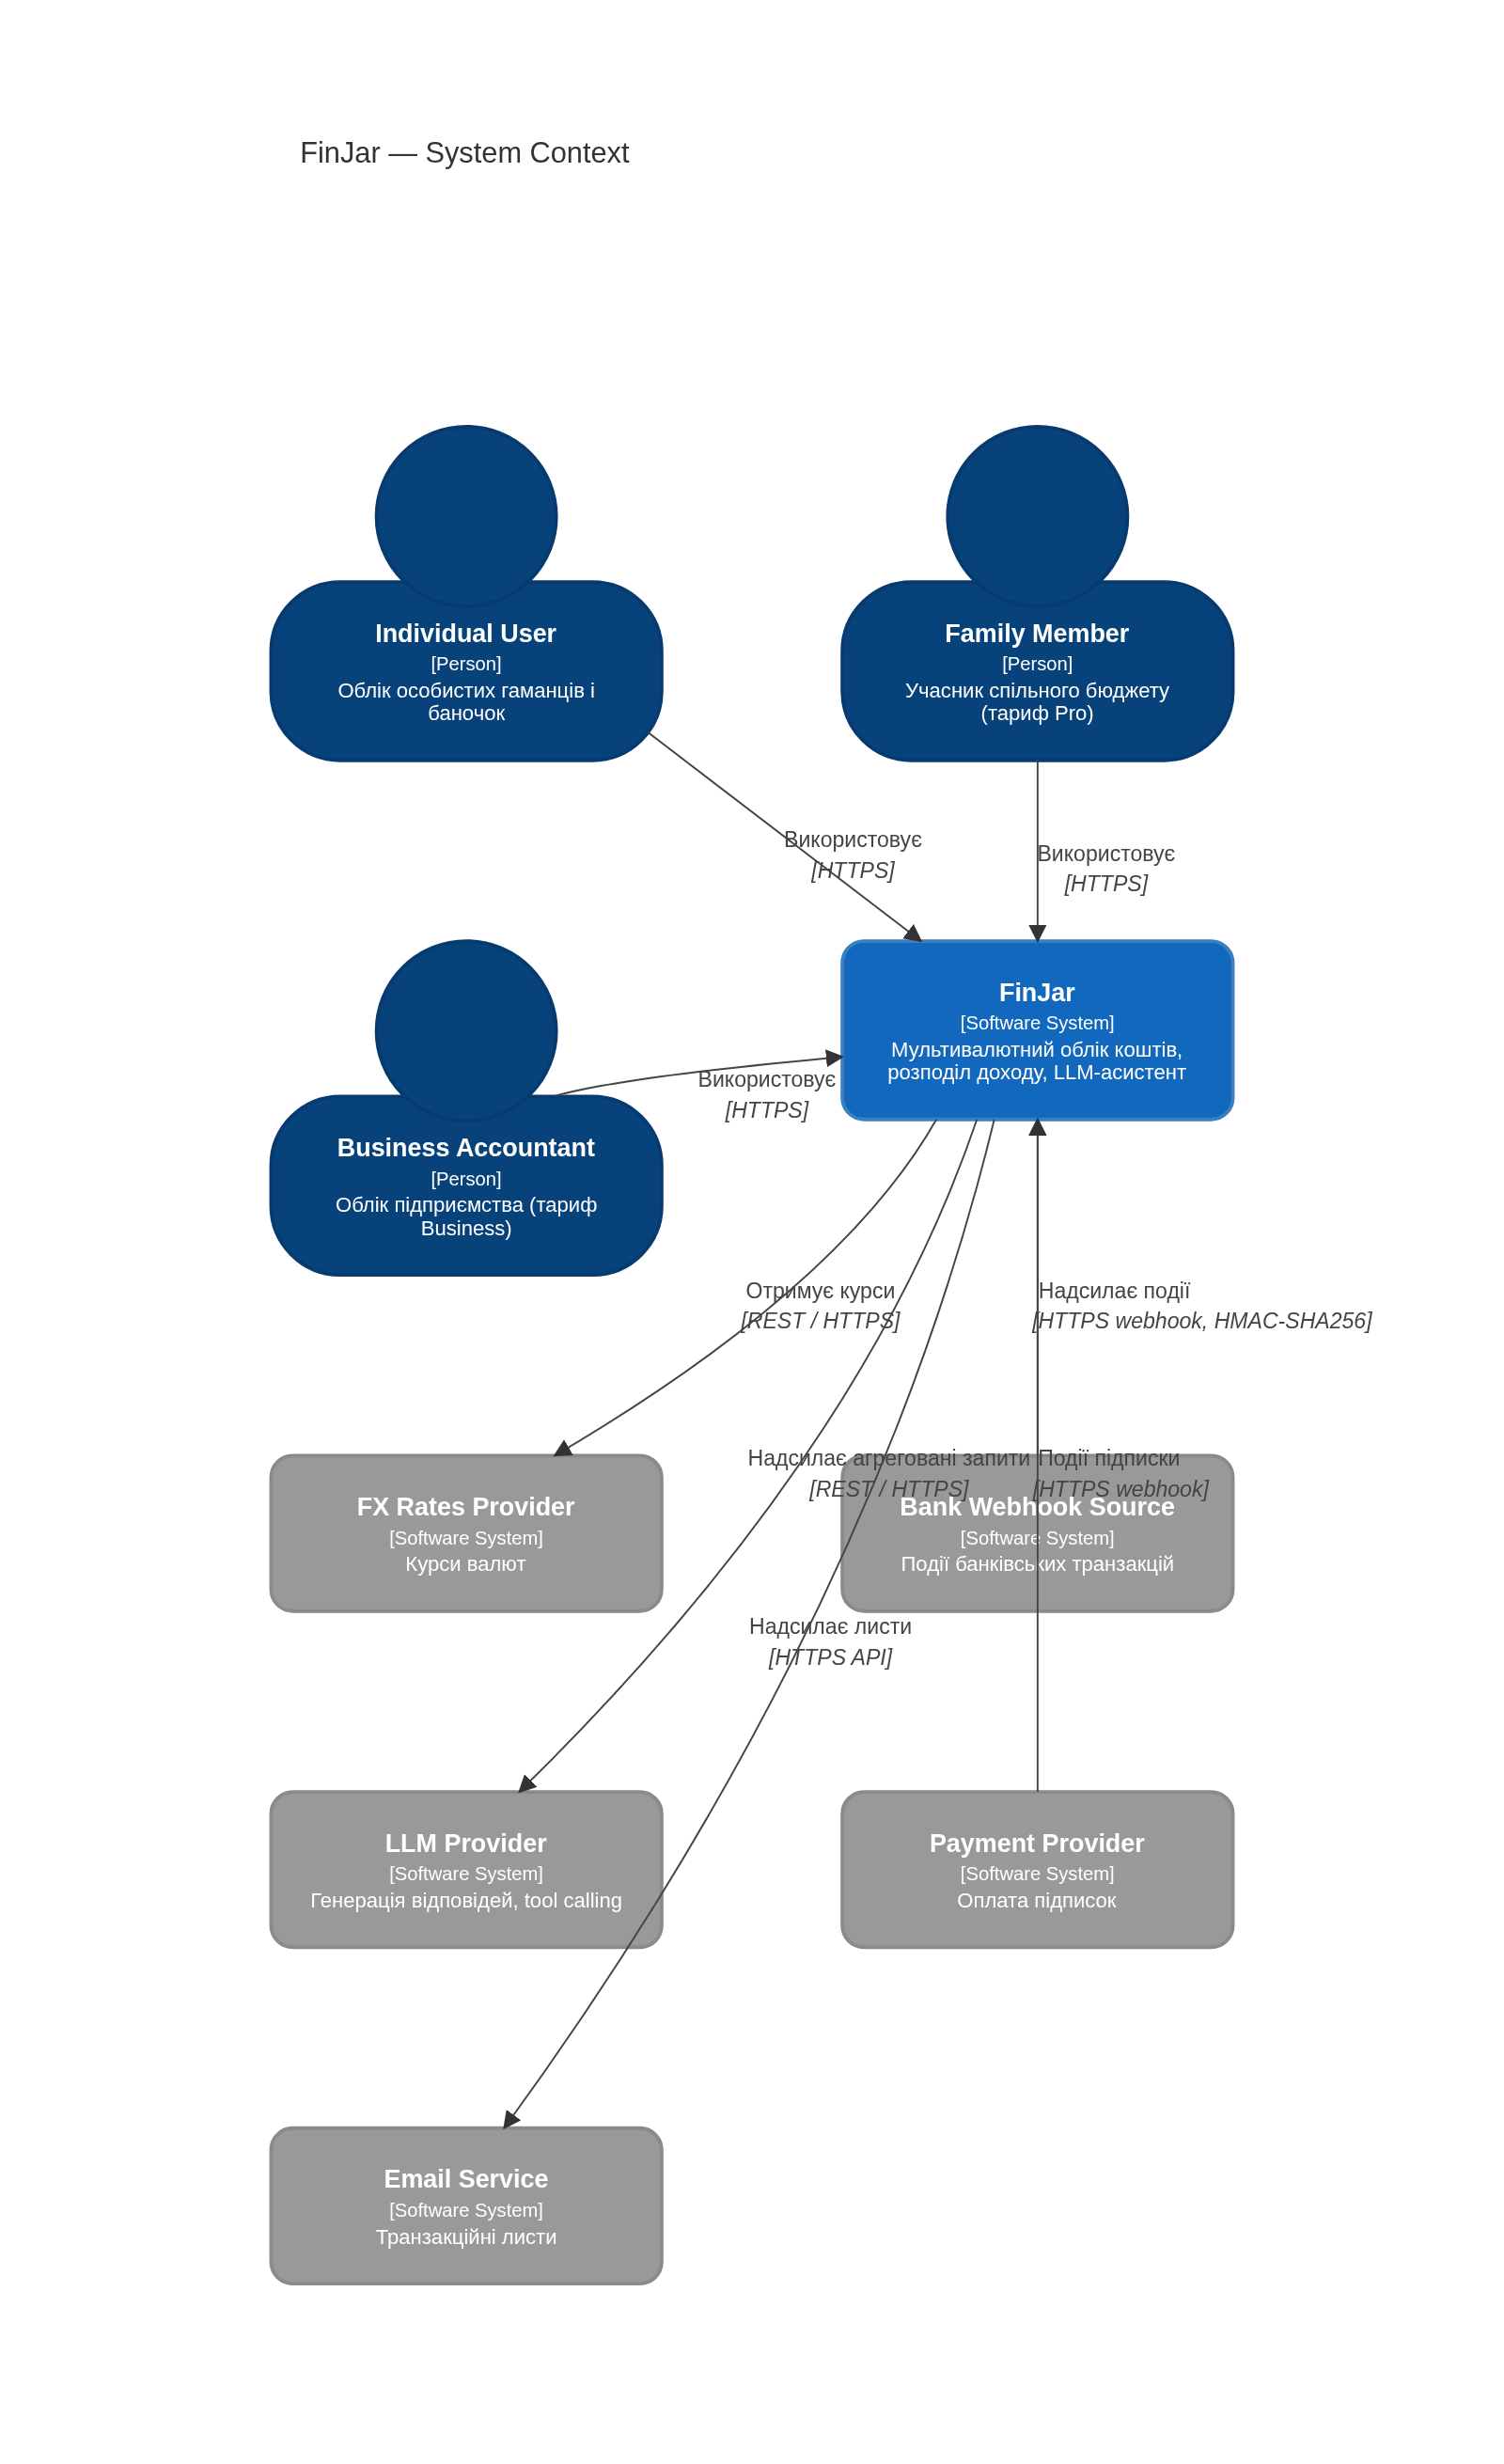 FinJar — System Context
Individual User
[Person]
Облік особистих гаманців і
баночок
Family Member
[Person]
Учасник спільного бюджету
(тариф Pro)
Використовує
[HTTPS]
Використовує
[HTTPS]
FinJar
[Software System]
Мультивалютний облік коштів,
розподіл доходу, LLM-асистент
Використовує
[HTTPS]
Business Accountant
[Person]
Облік підприємства (тариф
Business)
Отримує курси
[REST / HTTPS]
Надсилає події
[HTTPS webhook, HMAC-SHA256]
Надсилає агреговані запити
[REST / HTTPS]
Події підписки
[HTTPS webhook]
FX Rates Provider
[Software System]
Курси валют
Bank Webhook Source
[Software System]
Події банківських транзакцій
Надсилає листи
[HTTPS API]
LLM Provider
[Software System]
Генерація відповідей, tool calling
Payment Provider
[Software System]
Оплата підписок
Email Service
[Software System]
Транзакційні листи